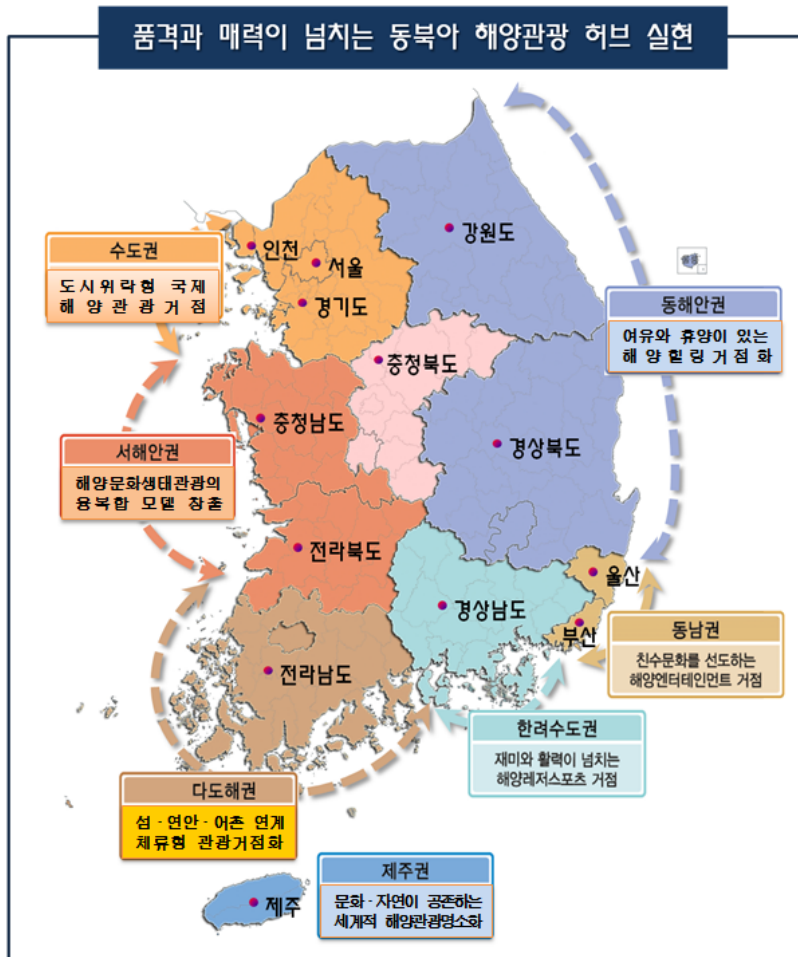 품격과 매력이 넘치는 동북아 해양관광 허브 실현
강원도
인천
서울
경기도
수도권
도시위락형 국제
해양관광거점
동해안권
여유와 휴양이 있는
해양힐링거점화
충청북도
충청남도
경상북도
서해안권
해양문화생태관광의
융복합 모델 창출
전라북도
울산
경상남도
부산
동남권
친수문화를 선도하는
해양엔터테인먼트 거점
전라남도
한려수도권
재미와 활력이 넘치는
해양레저스포츠 거점
다도해권
섬·연안·어촌 연계
체류형 관광거점화
제주권
문화·자연이 공존하는
세계적 해양관광명소화
제주